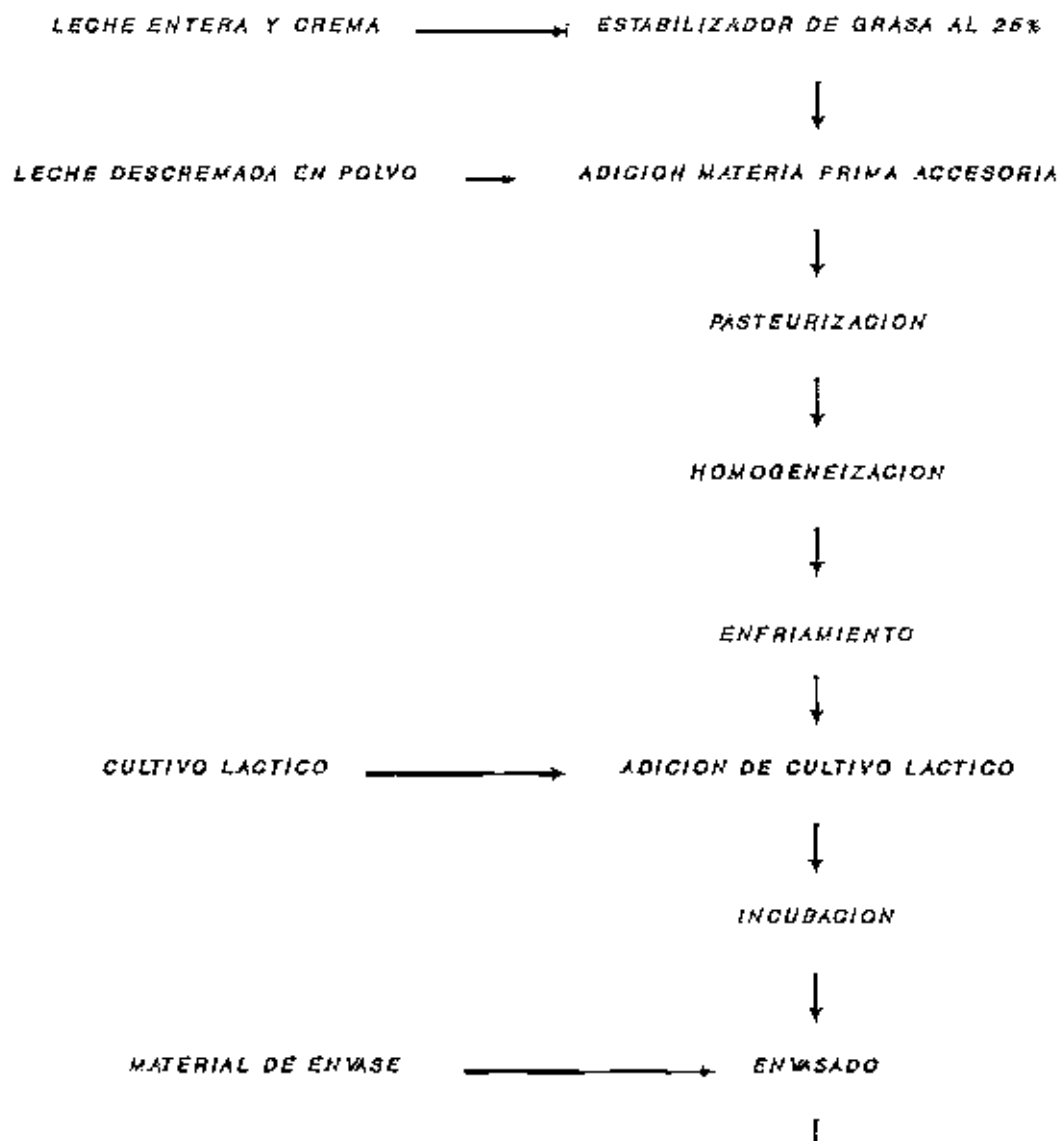 LECHE ENTERA Y CREMA ESTABILIZADOR DE GRASA AL 25%
LECHE DESCREMADA EN POLVO ADICION MATERIA PRIMA ACCESORIA
PASTEURIZACION
HOMOGENEIZACION
ENFRIAMIENTO
CULTIVO LACTICO ADICION DE CULTIVO LACTICO
INCUBACION
MATERIAL DE ENVASE ENVASADO